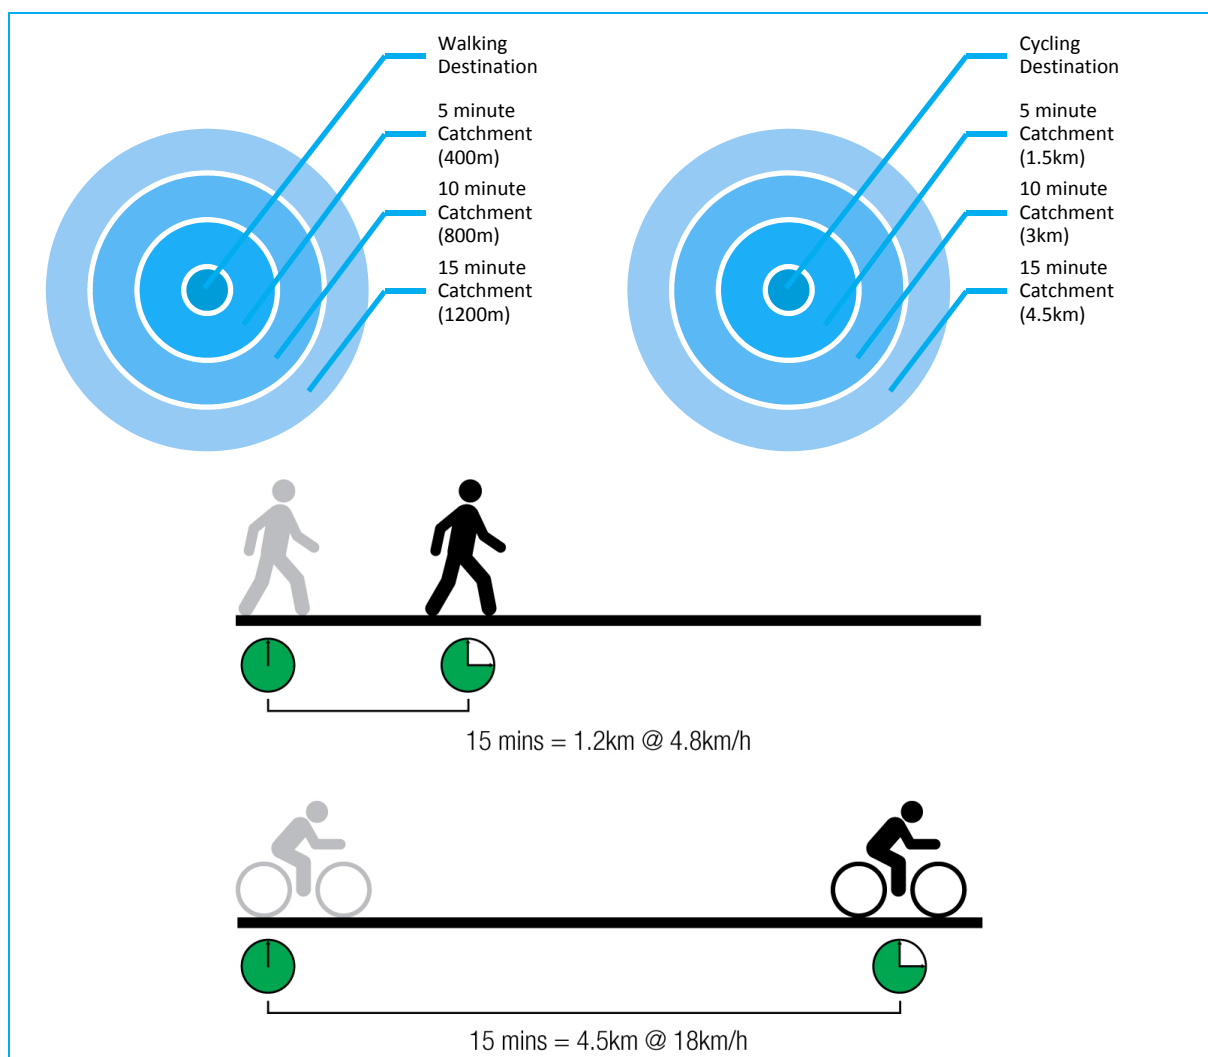 Walking
Destination
5 minute
Catchment
(400m)
10 minute
Catchment
(800m)
15 minute
Catchment
(1200m)
Cycling
Destination
5 minute
Catchment
(1.5km)
10 minute
Catchment
(3km)
15 minute
Catchment
(4.5km)
15 mins = 1.2km @ 4.8km/h
15 mins = 4.5km @ 18km/h